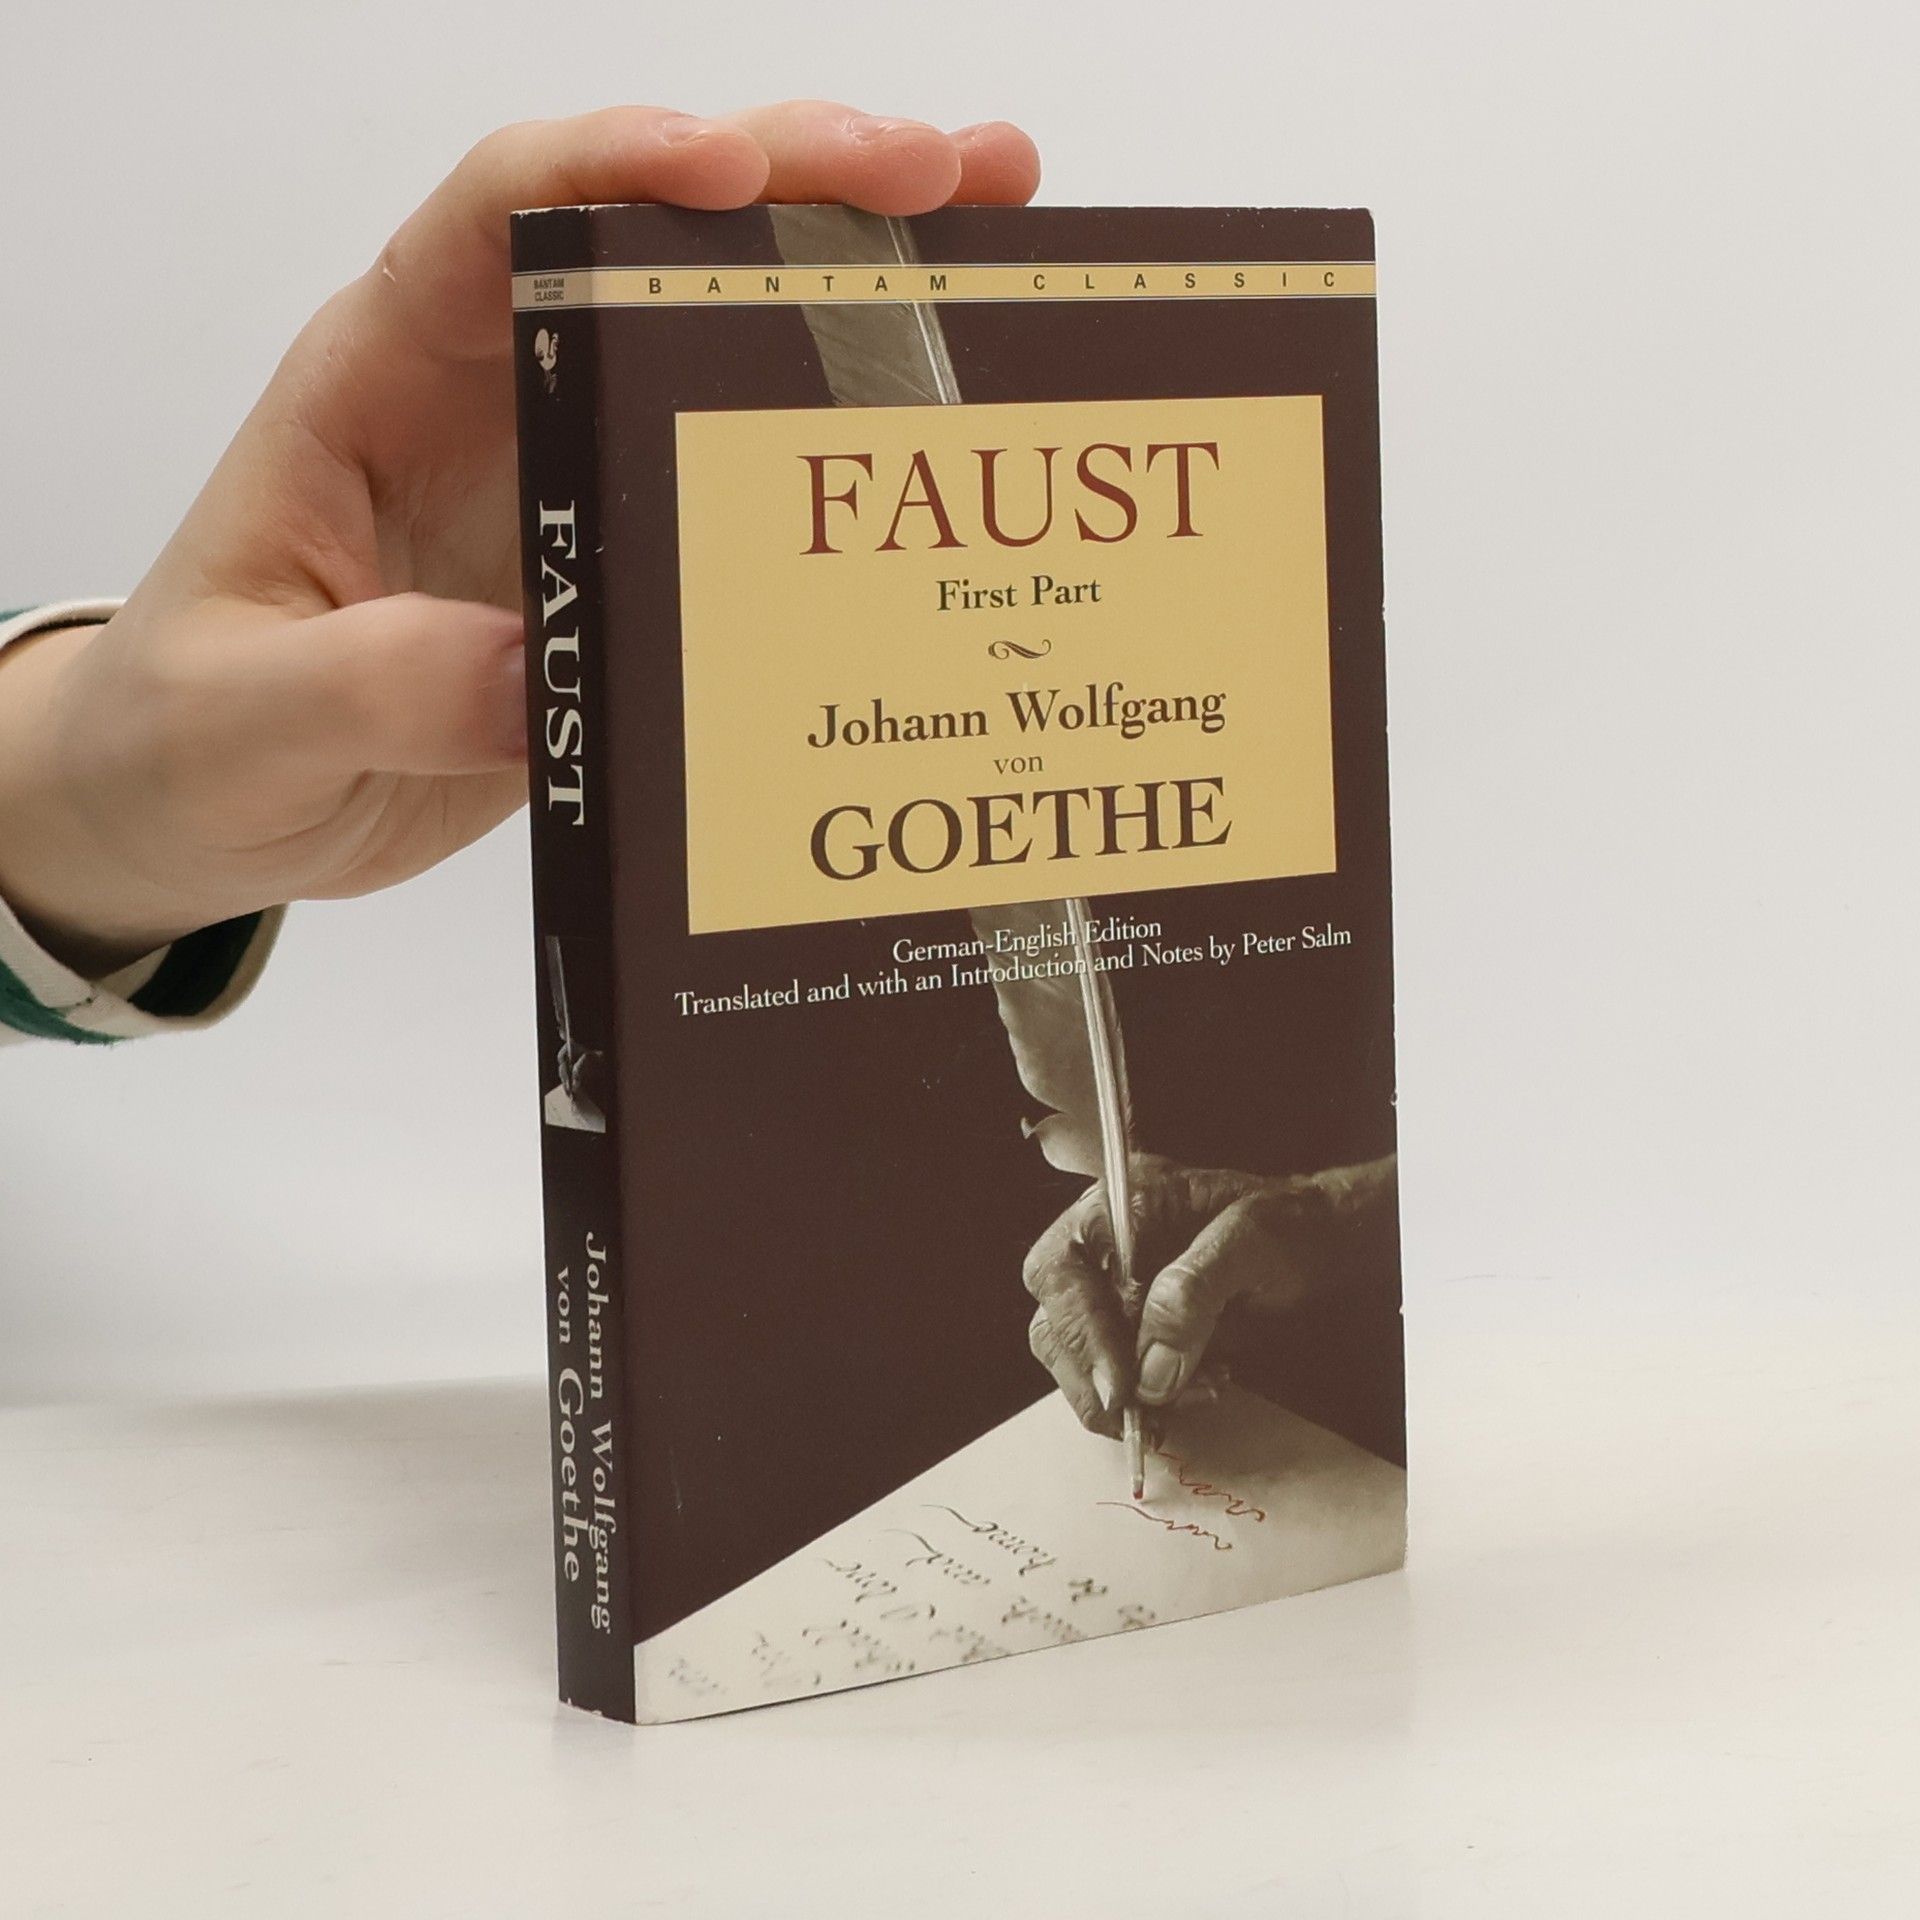 BANTAM CLASSIC
FAUST
First Part
Johann Wolfgang
von
GOETHE
German-English Edition
Translated and with an Introduction and Notes by Peter Salm
BANTAM
CLASSIC
FAUST
Johann Wolfgang
von Goethe